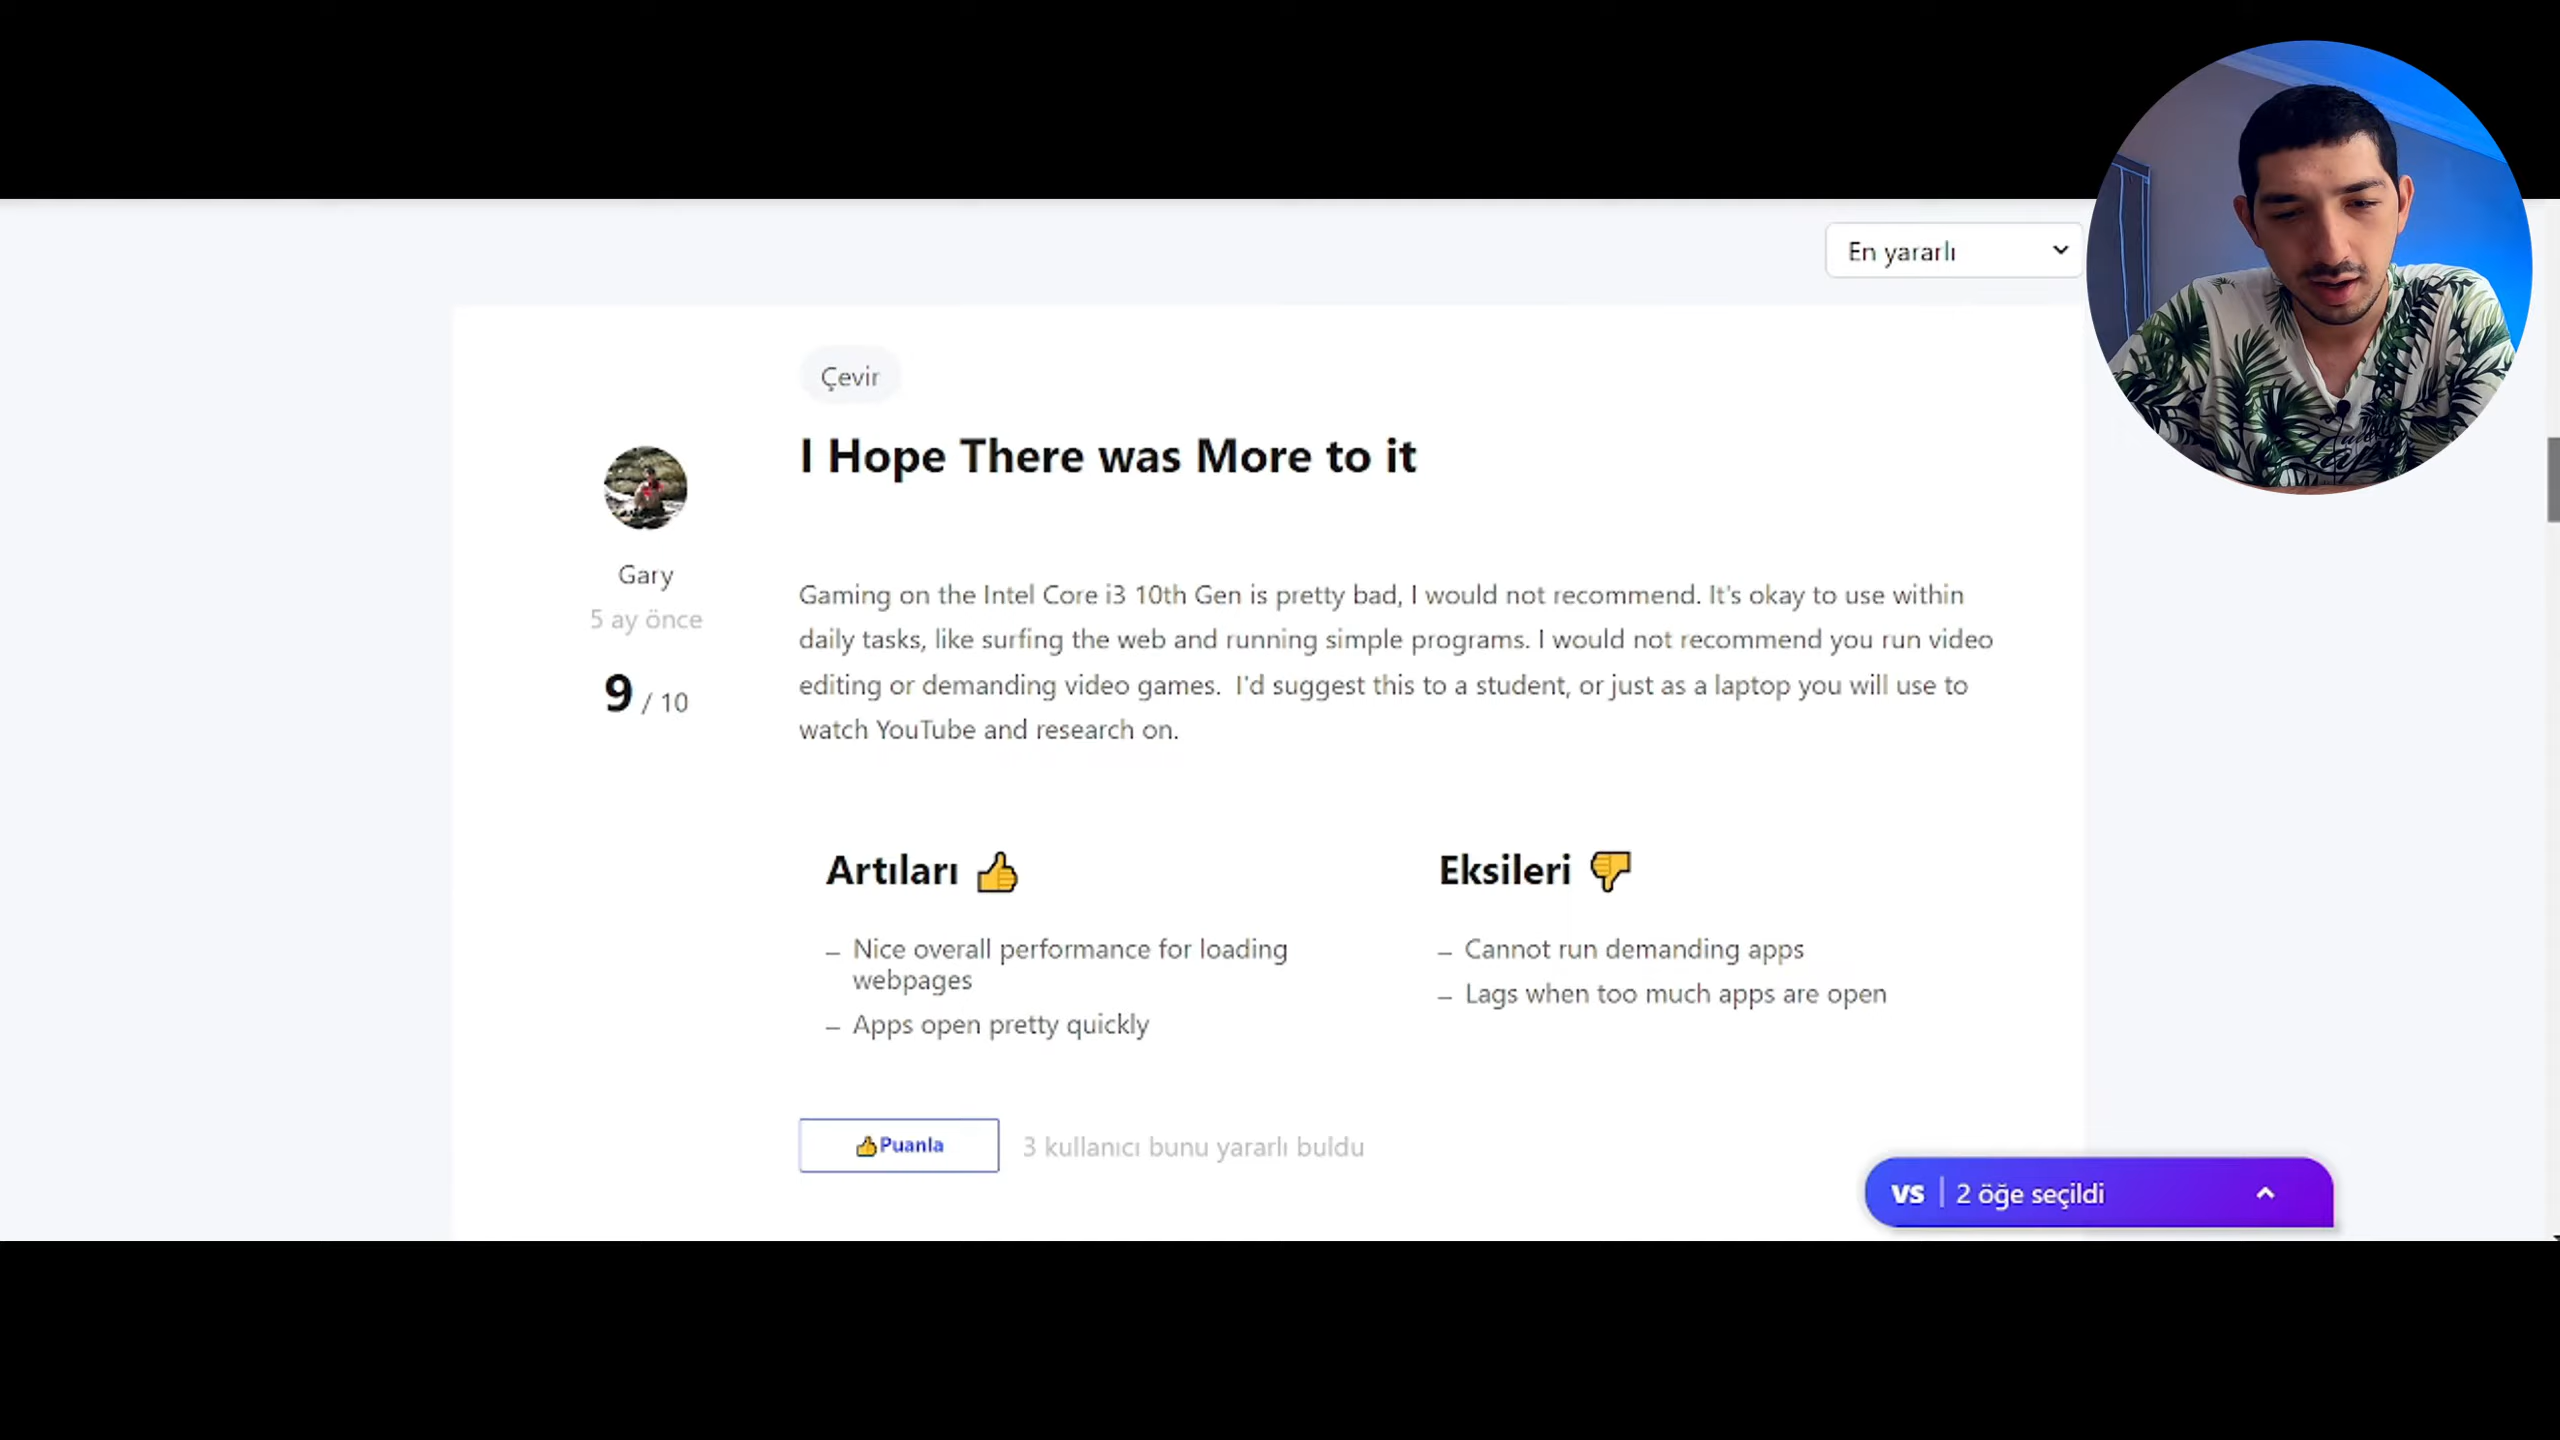 En yararlı
Çevir
I Hope There was More to it
Gary
5 ay önce
9 / 10
Gaming on the Intel Core i3 10th Gen is pretty bad, I would not recommend. It's okay to use within
daily tasks, like surfing the web and running simple programs. I would not recommend you run video
editing or demanding video games.  I'd suggest this to a student, or just as a laptop you will use to
watch YouTube and research on.
Artıları
– Nice overall performance for loading
webpages
– Apps open pretty quickly
Eksileri
– Cannot run demanding apps
– Lags when too much apps are open
Puanla
3 kullanıcı bunu yararlı buldu
vs | 2 öğe seçildi